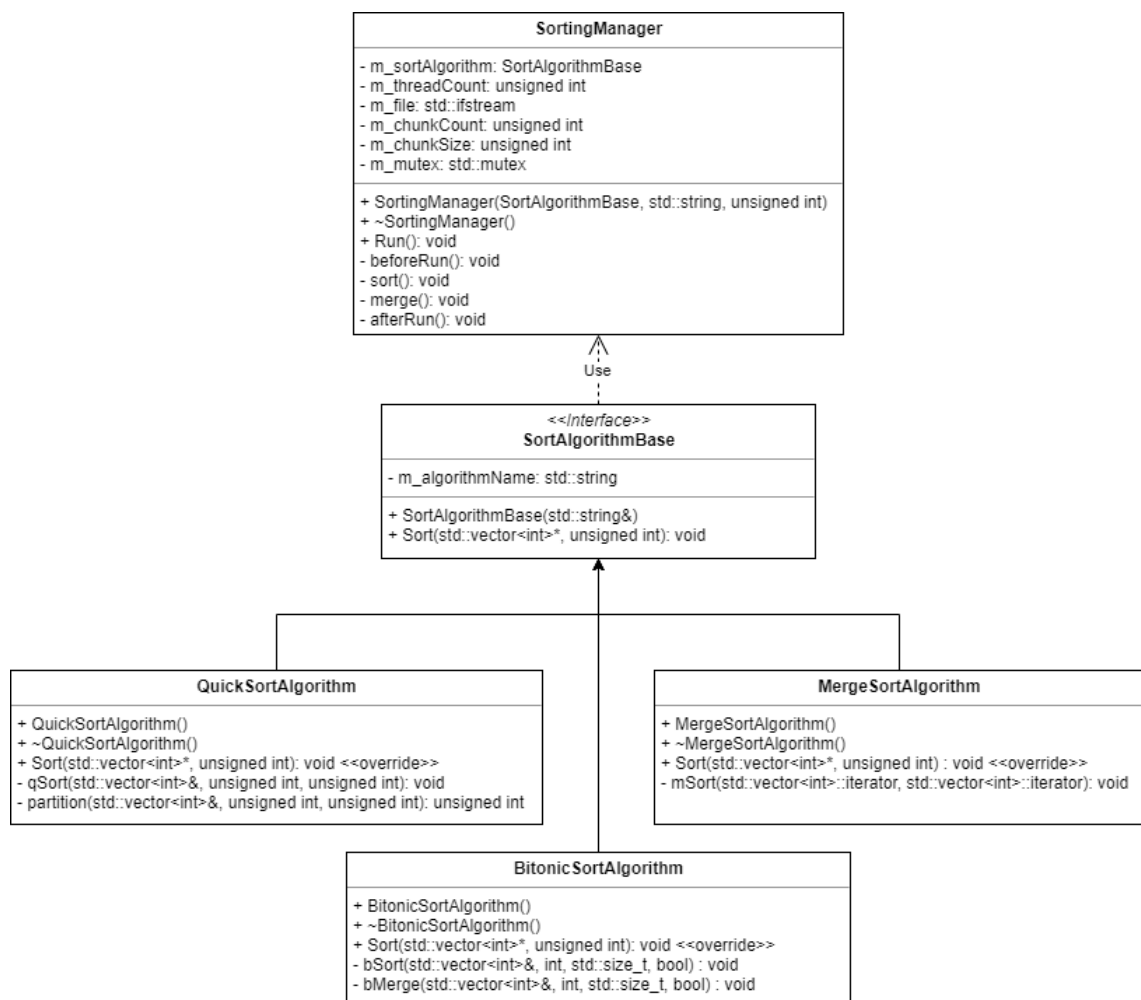 SortingManager
- m_sortAlgorithm: SortAlgorithmBase
- m_threadCount: unsigned int
- m_file: std::ifstream
- m_chunkCount: unsigned int
- m_chunkSize: unsigned int
- m_mutex: std::mutex
+ SortingManager(SortAlgorithmBase, std::string, unsigned int)
+ ~SortingManager()
+ Run(): void
- beforeRun(): void
- sort(): void
- merge(): void
- afterRun(): void
Use
<<Interface>>
SortAlgorithmBase
- m_algorithmName: std::string
+ SortAlgorithmBase(std::string&)
+ Sort(std::vector<int>*, unsigned int): void
QuickSortAlgorithm
+ QuickSortAlgorithm()
+ ~QuickSortAlgorithm()
+ Sort(std::vector<int>*, unsigned int): void <<override>>
- qSort(std::vector<int>&, unsigned int, unsigned int): void
- partition(std::vector<int>&, unsigned int, unsigned int): unsigned int
MergeSortAlgorithm
+ MergeSortAlgorithm()
+ ~MergeSortAlgorithm()
+ Sort(std::vector<int>*, unsigned int) : void <<override>>
- mSort(std::vector<int>::iterator, std::vector<int>::iterator): void
BitonicSortAlgorithm
+ BitonicSortAlgorithm()
+ ~BitonicSortAlgorithm()
+ Sort(std::vector<int>*, unsigned int): void <<override>>
- bSort(std::vector<int>&, int, std::size_t, bool) : void
- bMerge(std::vector<int>&, int, std::size_t, bool) : void